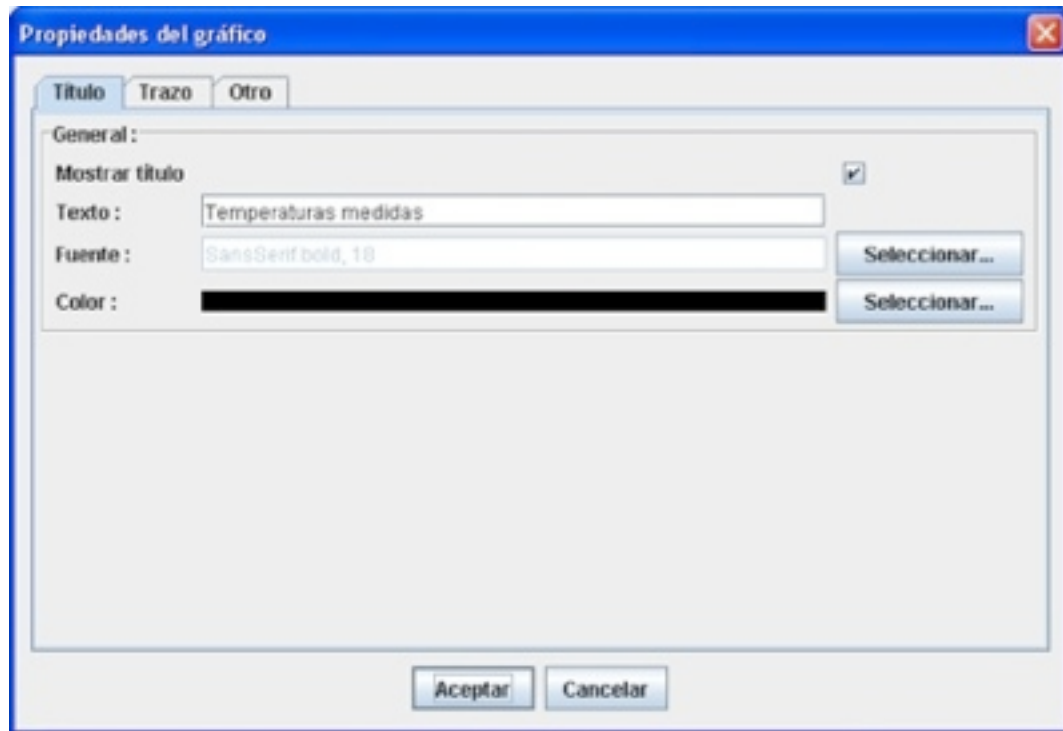 Propiedades del gráfico
Título Trazo Otro
General :
Mostrar título
Texto : Temperaturas medidas
Fuente : SansSerif bold, 18 Seleccionar...
Color : Seleccionar...
Aceptar Cancelar